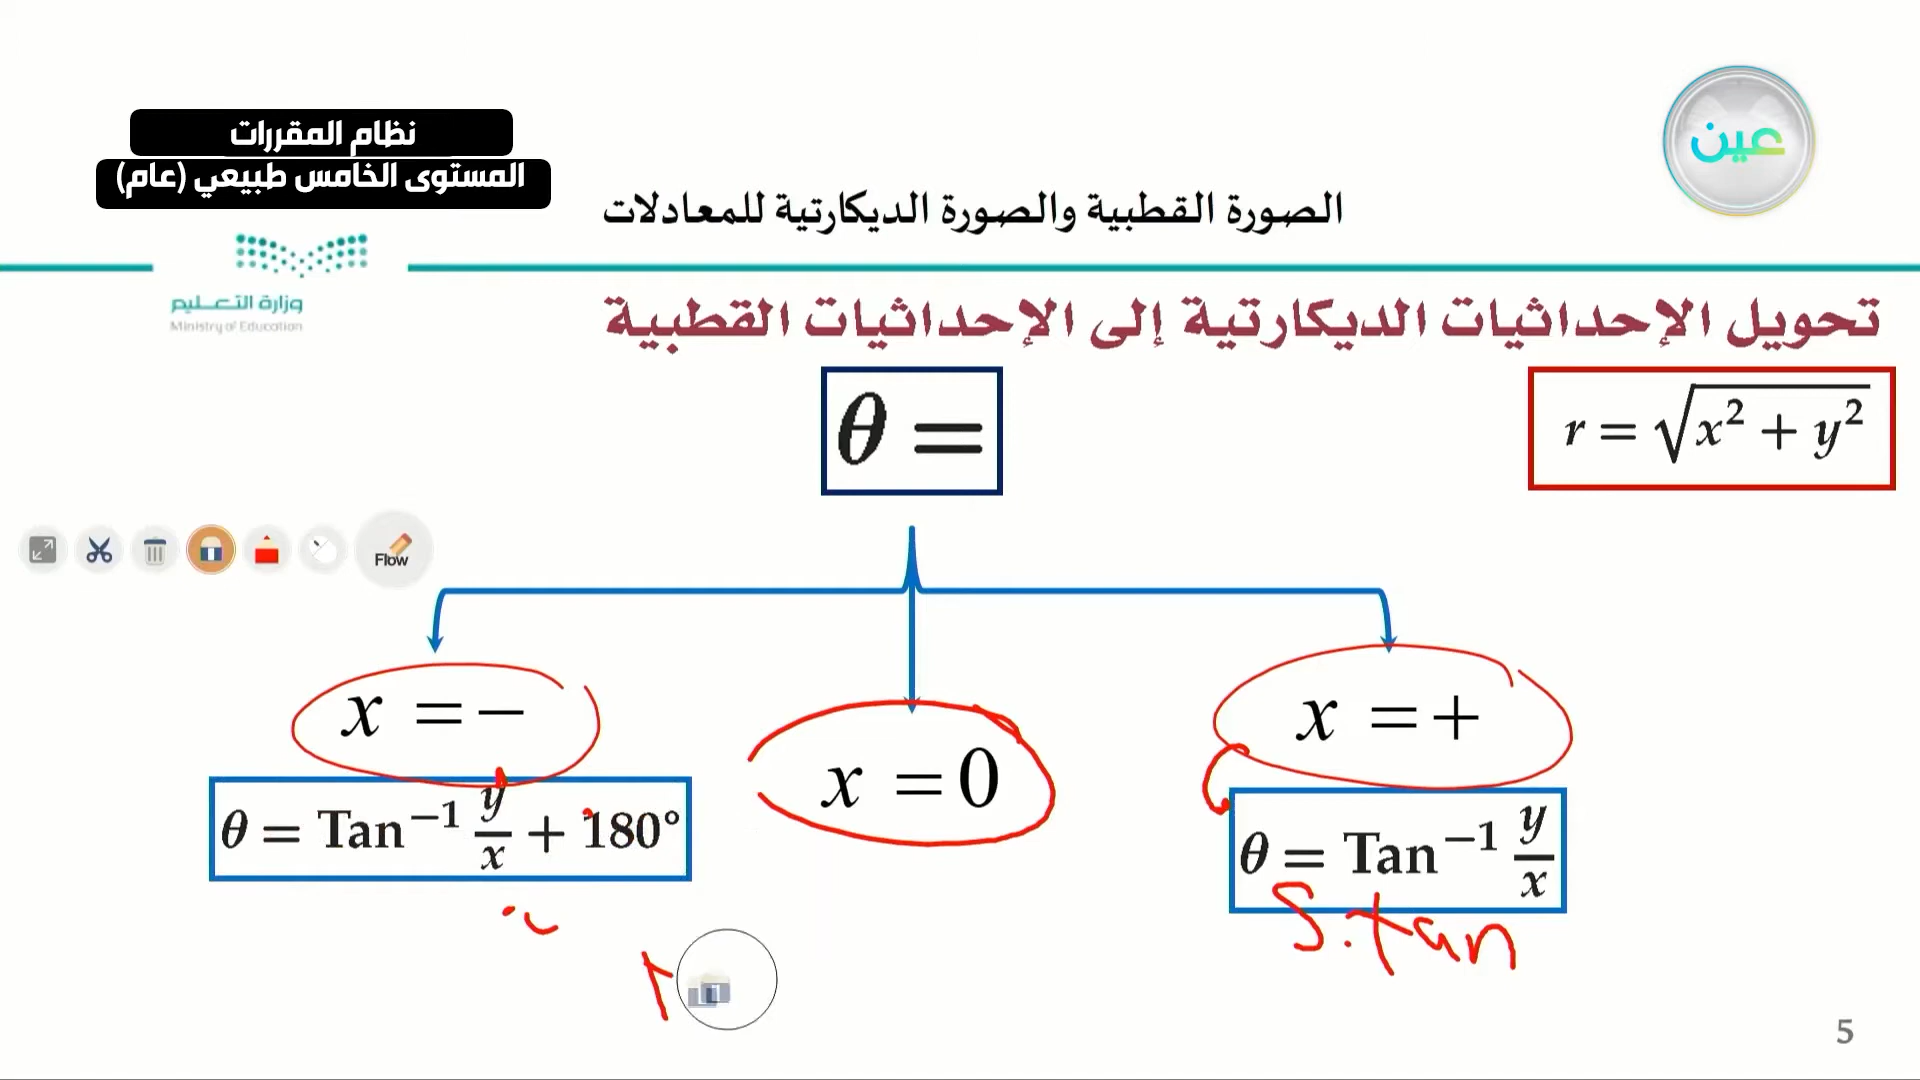 نظام المقررات
المستوى الخامس طبيعي (عام)
عين
الصورة القطبية والصورة الديكارتية للمعادلات
وزارة التعليم
Ministry of Education
تحويل الإحداثيات الديكارتية إلى الإحداثيات القطبية
θ =
r = √x² + y²
Flow
x = −
x = 0
x = +
θ = Tan⁻¹ y/x + 180°
θ = Tan⁻¹ y/x
S.tan
5